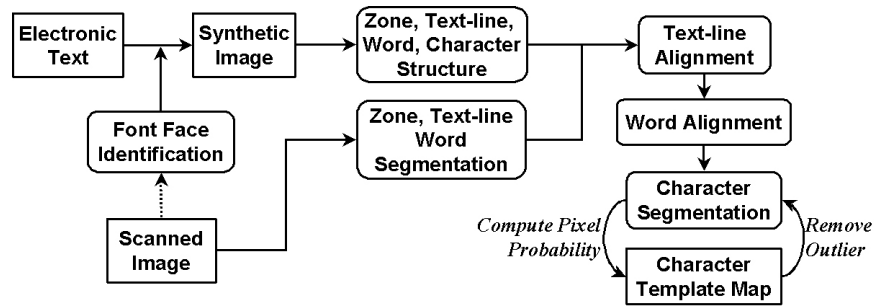 Electronic
Text
Synthetic
Image
Zone, Text-line,
Word, Character
Structure
Text-line
Alignment
Font Face
Identification
Zone, Text-line
Word
Segmentation
Word Alignment
Scanned
Image
Character
Segmentation
Compute Pixel
Probability
Remove
Outlier
Character
Template Map